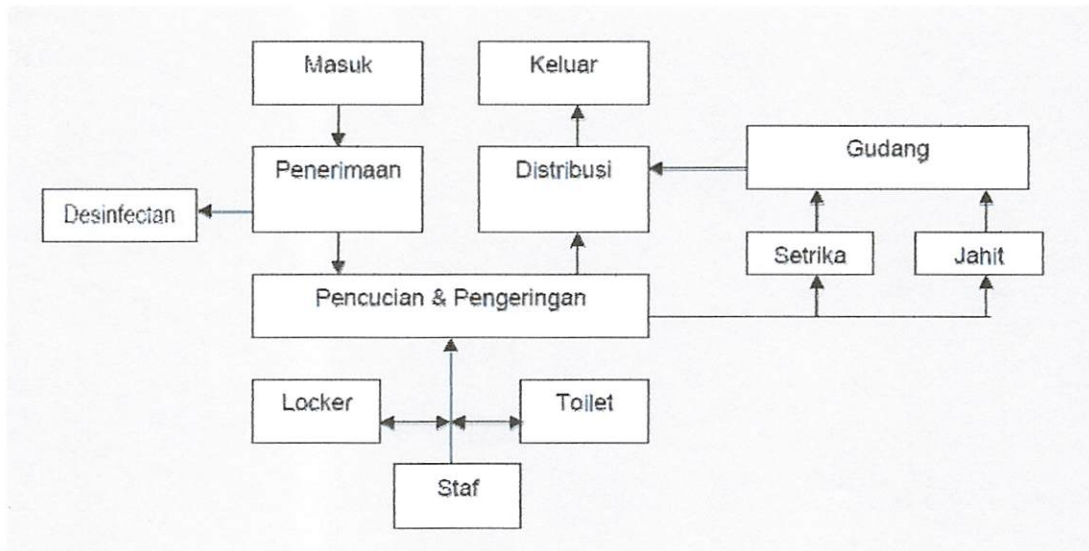 Masuk
Keluar
Penerimaan
Distribusi
Gudang
Desinfectan
Setrika
Jahit
Pencucian & Pengeringan
Locker
Toilet
Staf